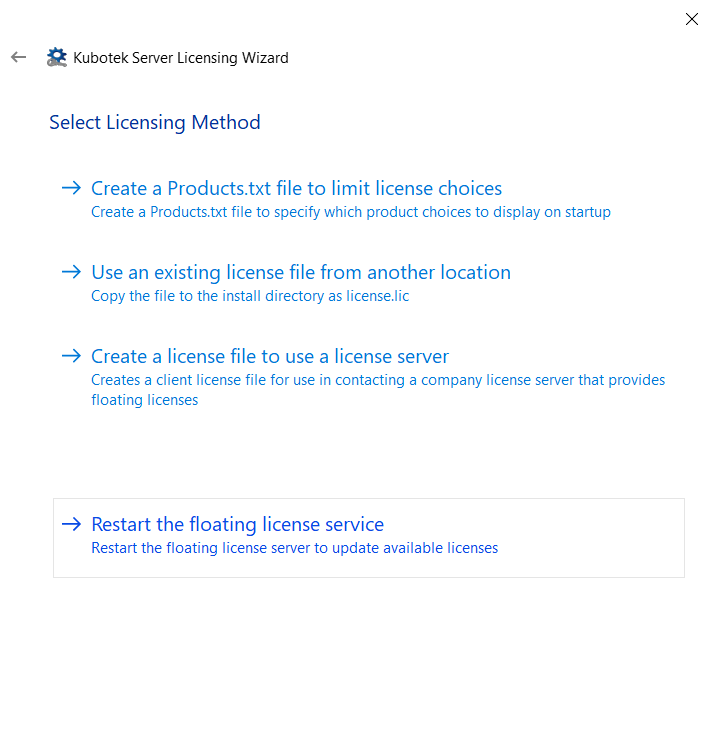 Kubotek Server Licensing Wizard
Select Licensing Method
Create a Products.txt file to limit license choices
Create a Products.txt file to specify which product choices to display on startup
Use an existing license file from another location
Copy the file to the install directory as license.lic
Create a license file to use a license server
Creates a client license file for use in contacting a company license server that provides
floating licenses
Restart the floating license service
Restart the floating license server to update available licenses